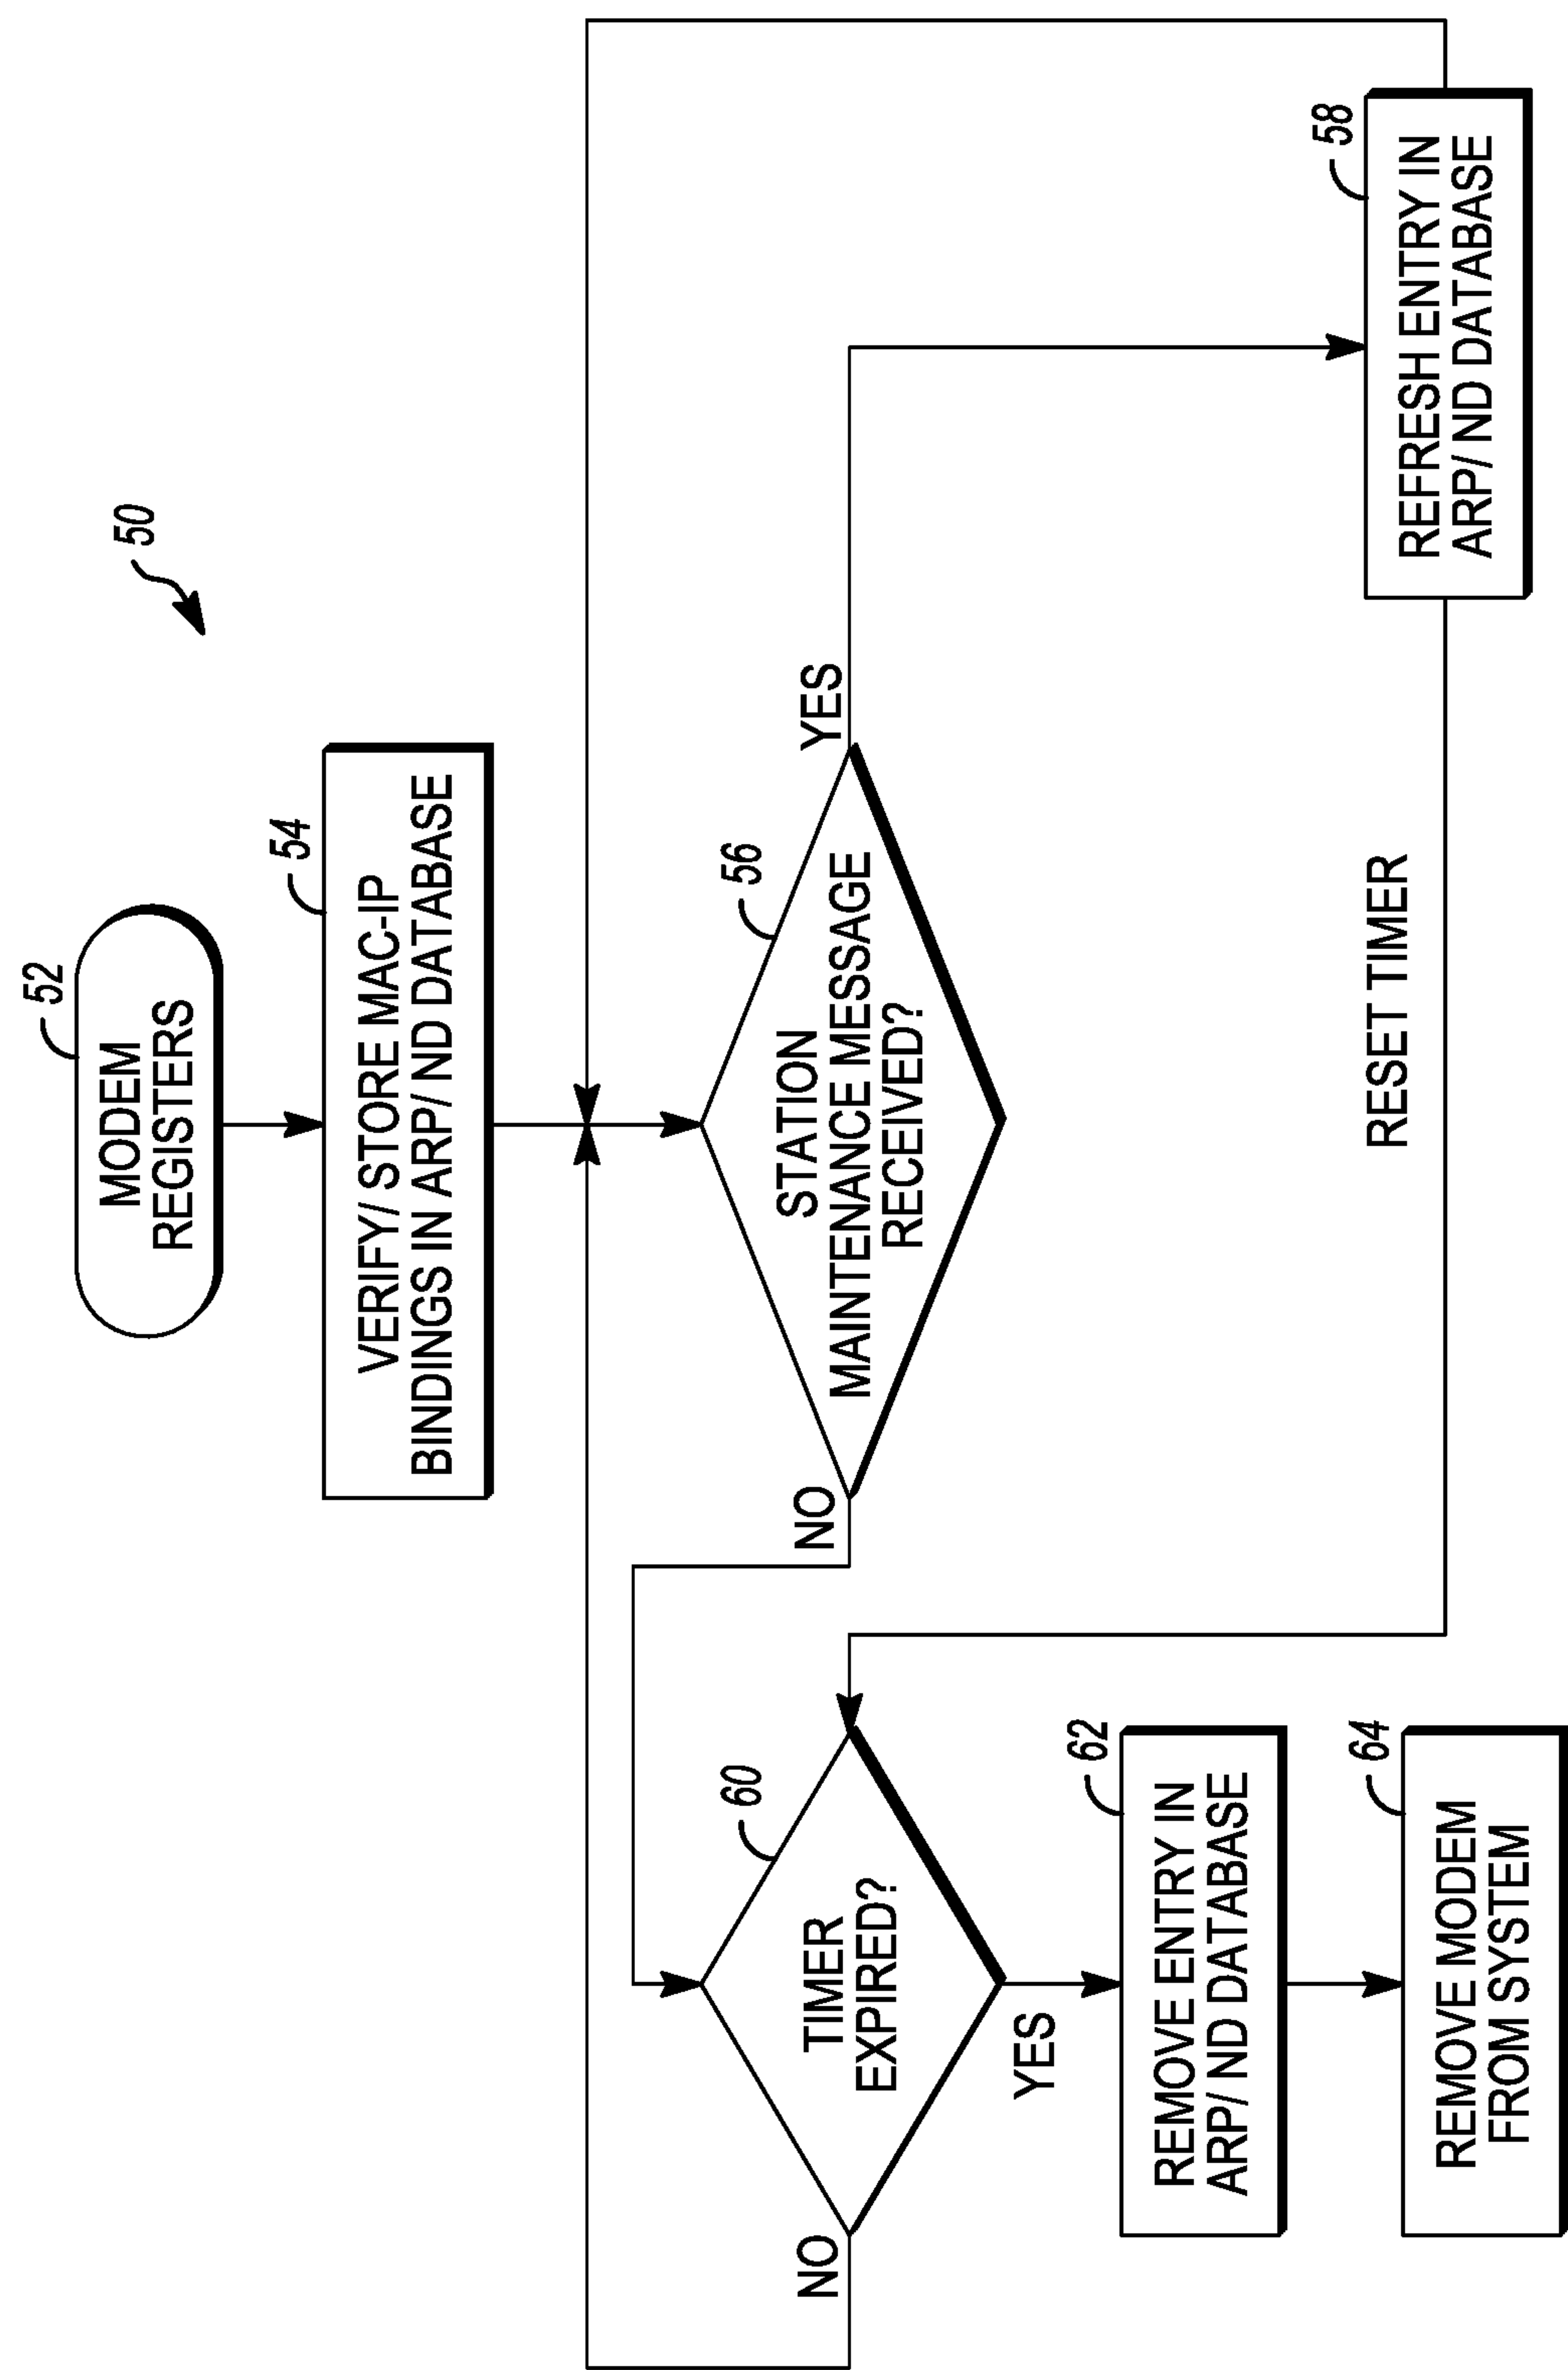 50
52
MODEM
REGISTERS
54
VERIFY/ STORE MAC-IP
BINDINGS IN ARP/ ND DATABASE
56
STATION
MAINTENANCE MESSAGE
RECEIVED?
NO
YES
60
TIMER
EXPIRED?
NO
YES
62
REMOVE ENTRY IN
ARP/ ND DATABASE
64
REMOVE MODEM
FROM SYSTEM
RESET TIMER
58
REFRESH ENTRY IN
ARP/ ND DATABASE